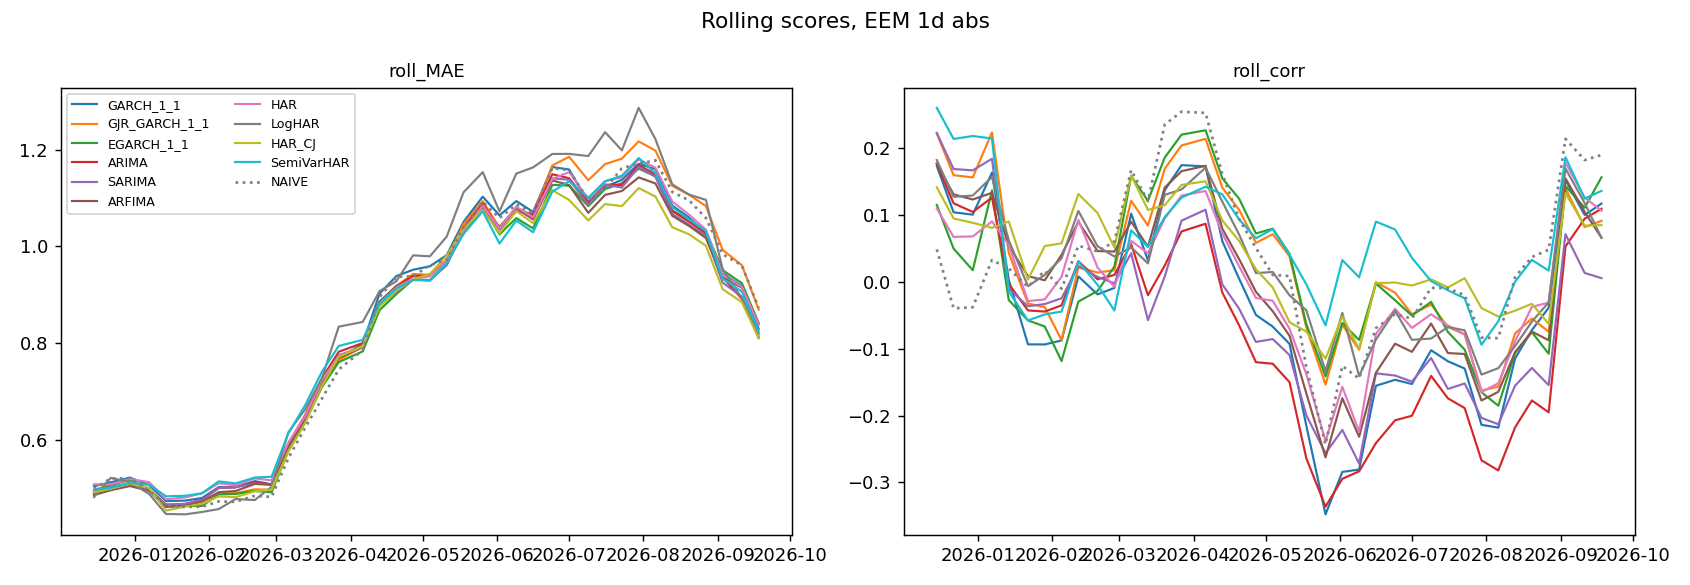 Rolling scores, EEM 1d abs
roll_MAE
GARCH_1_1
GJR_GARCH_1_1
EGARCH_1_1
ARIMA
SARIMA
ARFIMA
HAR
LogHAR
HAR_CJ
SemiVarHAR
NAIVE
1.2
1.0
0.8
0.6
2026-01
2026-02
2026-03
2026-04
2026-05
2026-06
2026-07
2026-08
2026-09
2026-10
roll_corr
0.2
0.1
0.0
−0.1
−0.2
−0.3
2026-01
2026-02
2026-03
2026-04
2026-05
2026-06
2026-07
2026-08
2026-09
2026-10